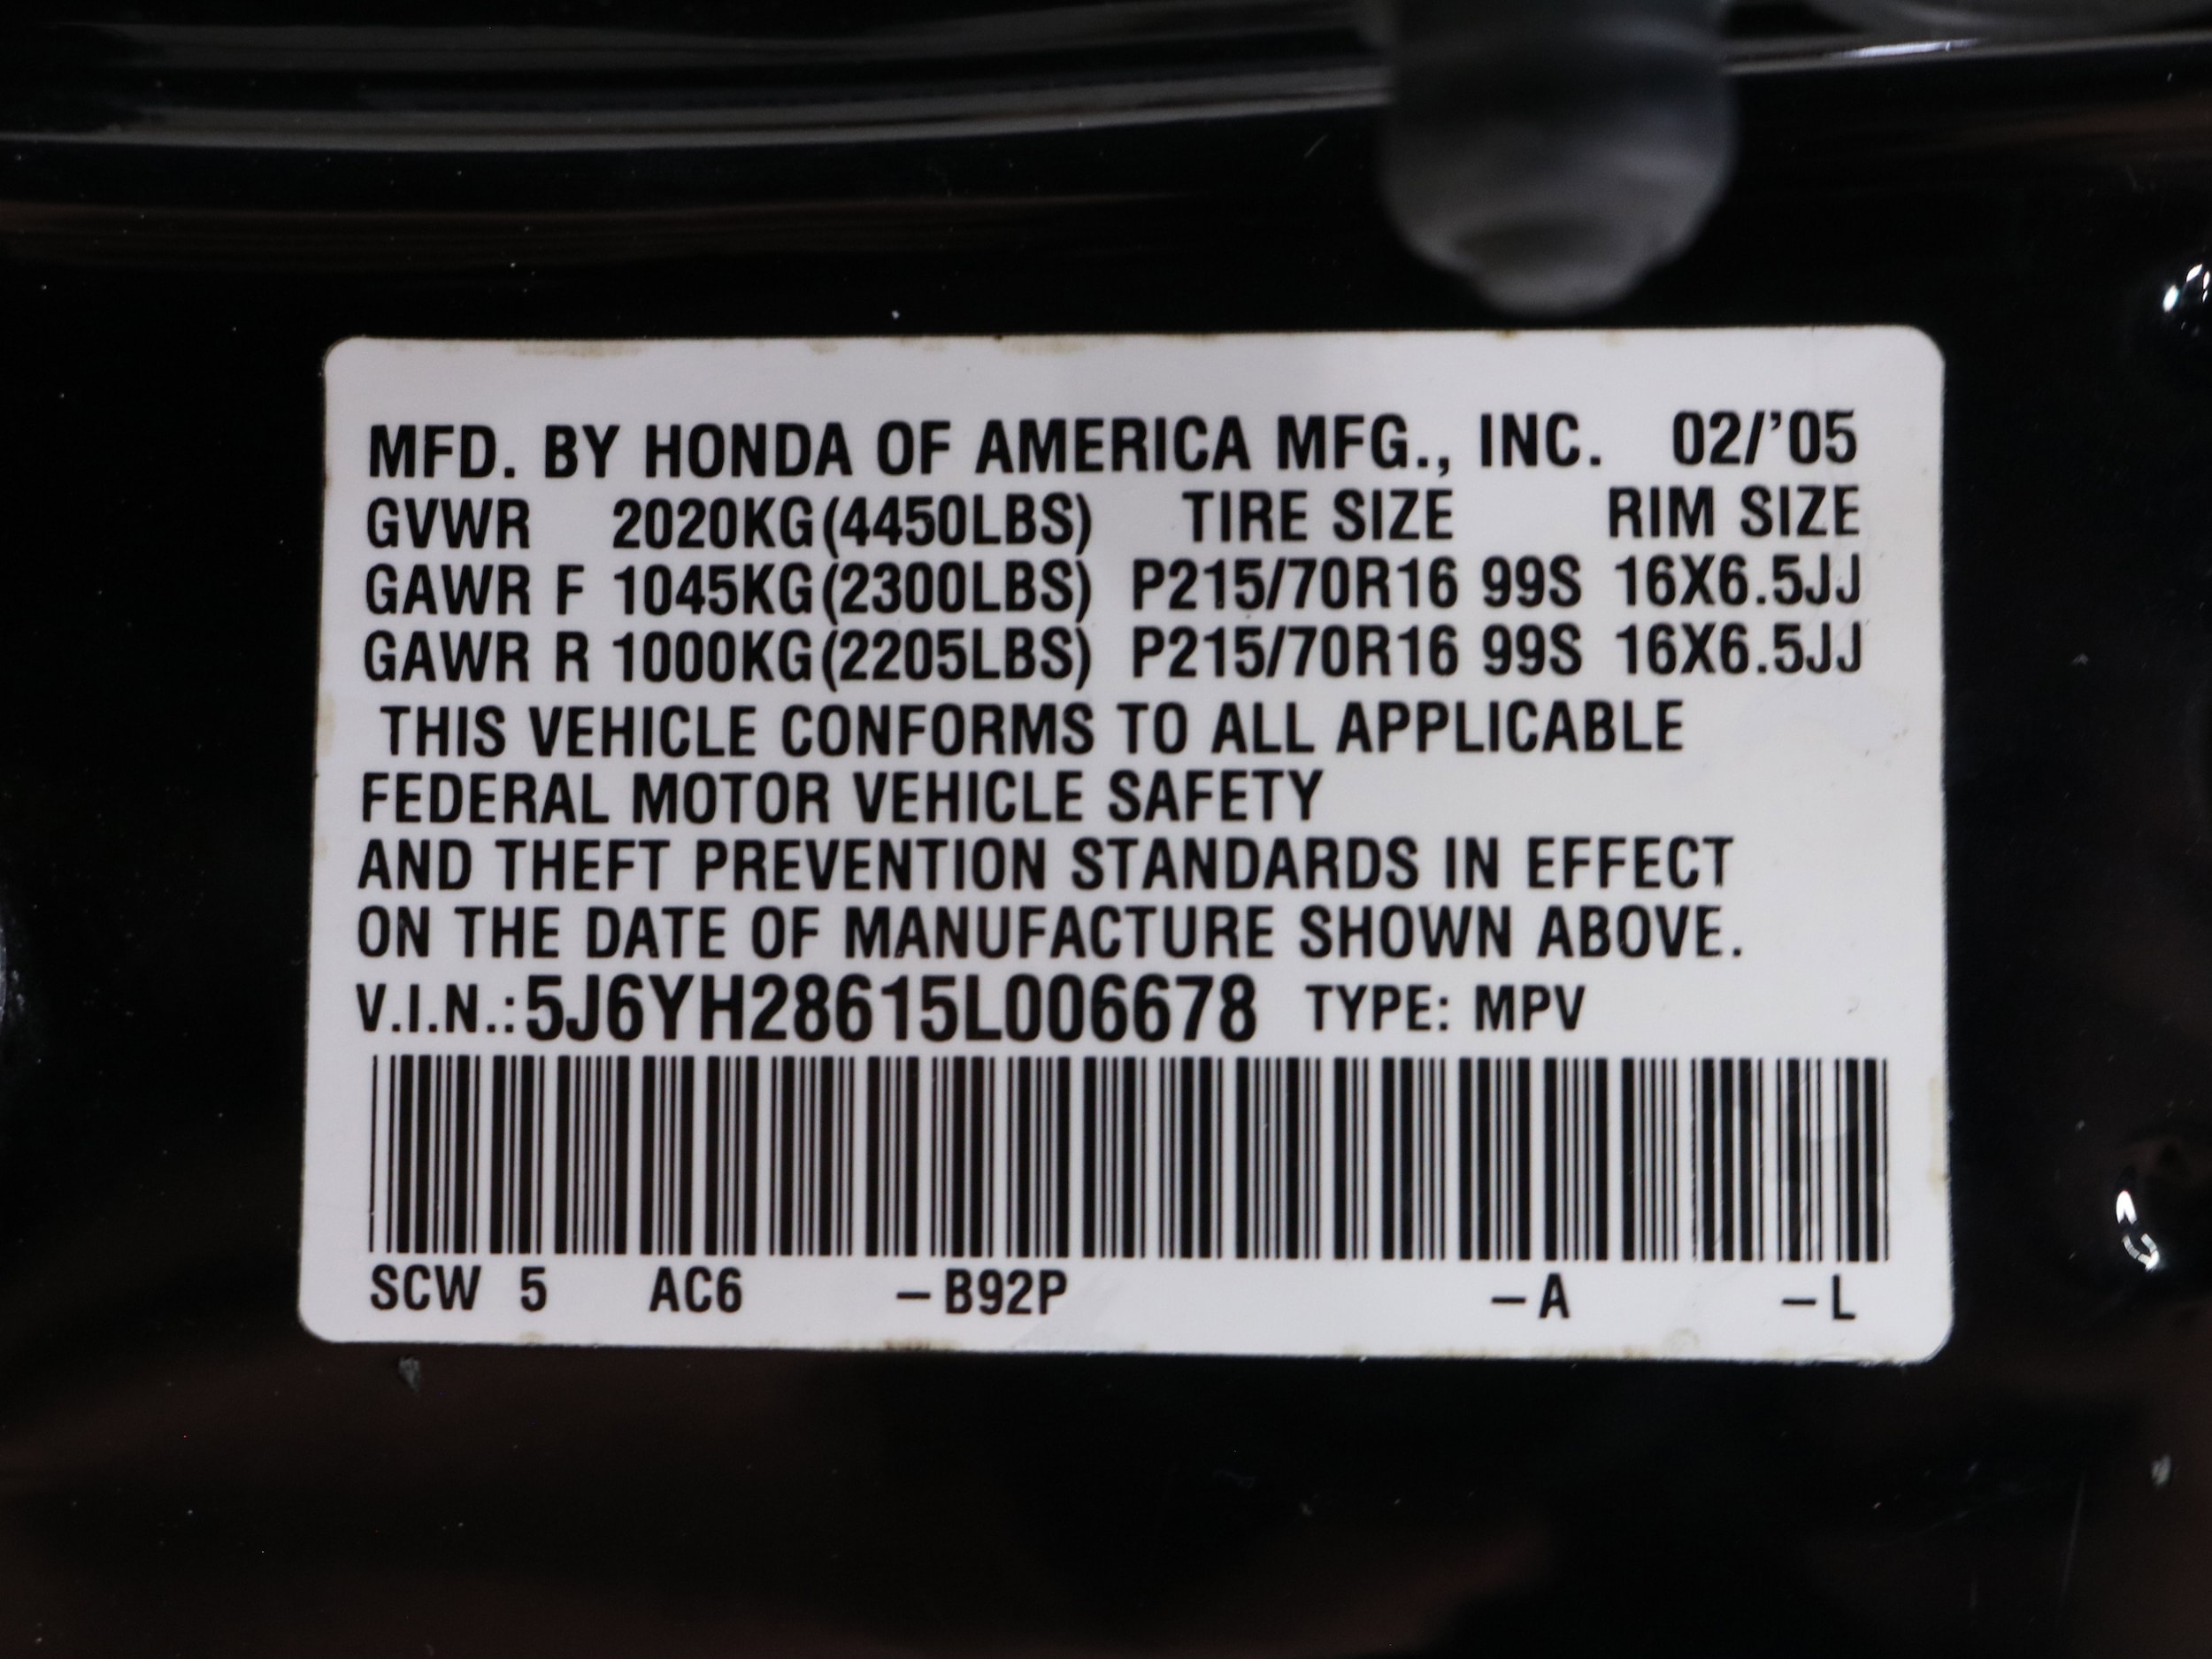 MFD. BY HONDA OF AMERICA MFG., INC. 02/'05
GVWR 2020KG(4450LBS) TIRE SIZE RIM SIZE
GAWR F 1045KG(2300LBS) P215/70R16 99S 16X6.5JJ
GAWR R 1000KG(2205LBS) P215/70R16 99S 16X6.5JJ
THIS VEHICLE CONFORMS TO ALL APPLICABLE
FEDERAL MOTOR VEHICLE SAFETY
AND THEFT PREVENTION STANDARDS IN EFFECT
ON THE DATE OF MANUFACTURE SHOWN ABOVE.
V.I.N.:5J6YH28615L006678 TYPE: MPV
SCW 5 AC6 –B92P –A –L